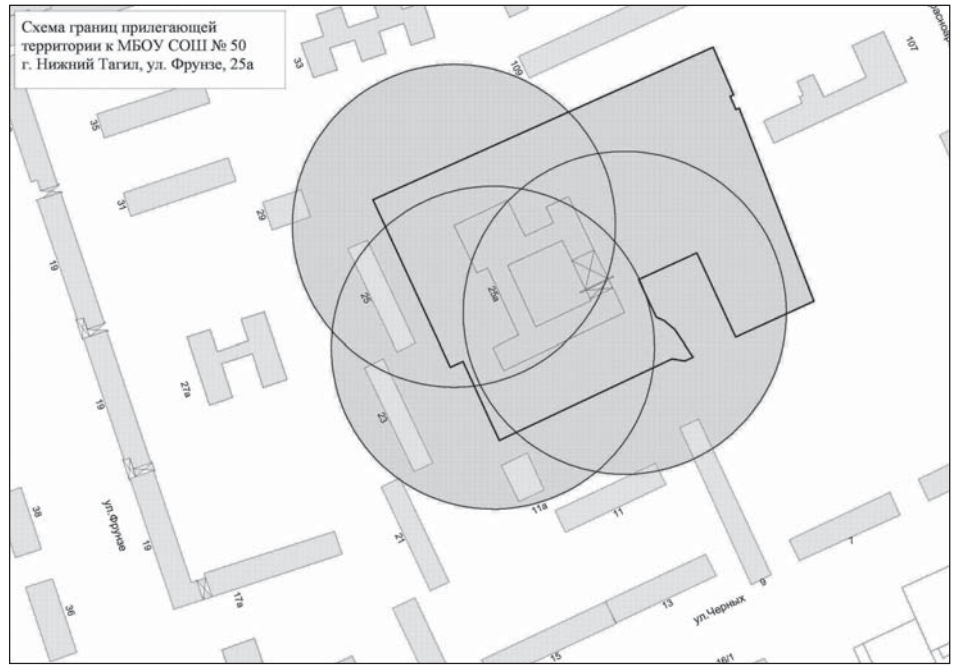 Схема границ прилегающей
территории к МБОУ СОШ № 50
г. Нижний Тагил, ул. Фрунзе, 25а
33
109
107
35
31
29
19
25
25а
27а
19
23
38
ул.Фрунзе
19
21
11а
11
7
17а
36
13
9
ул.Черных
15
16/1